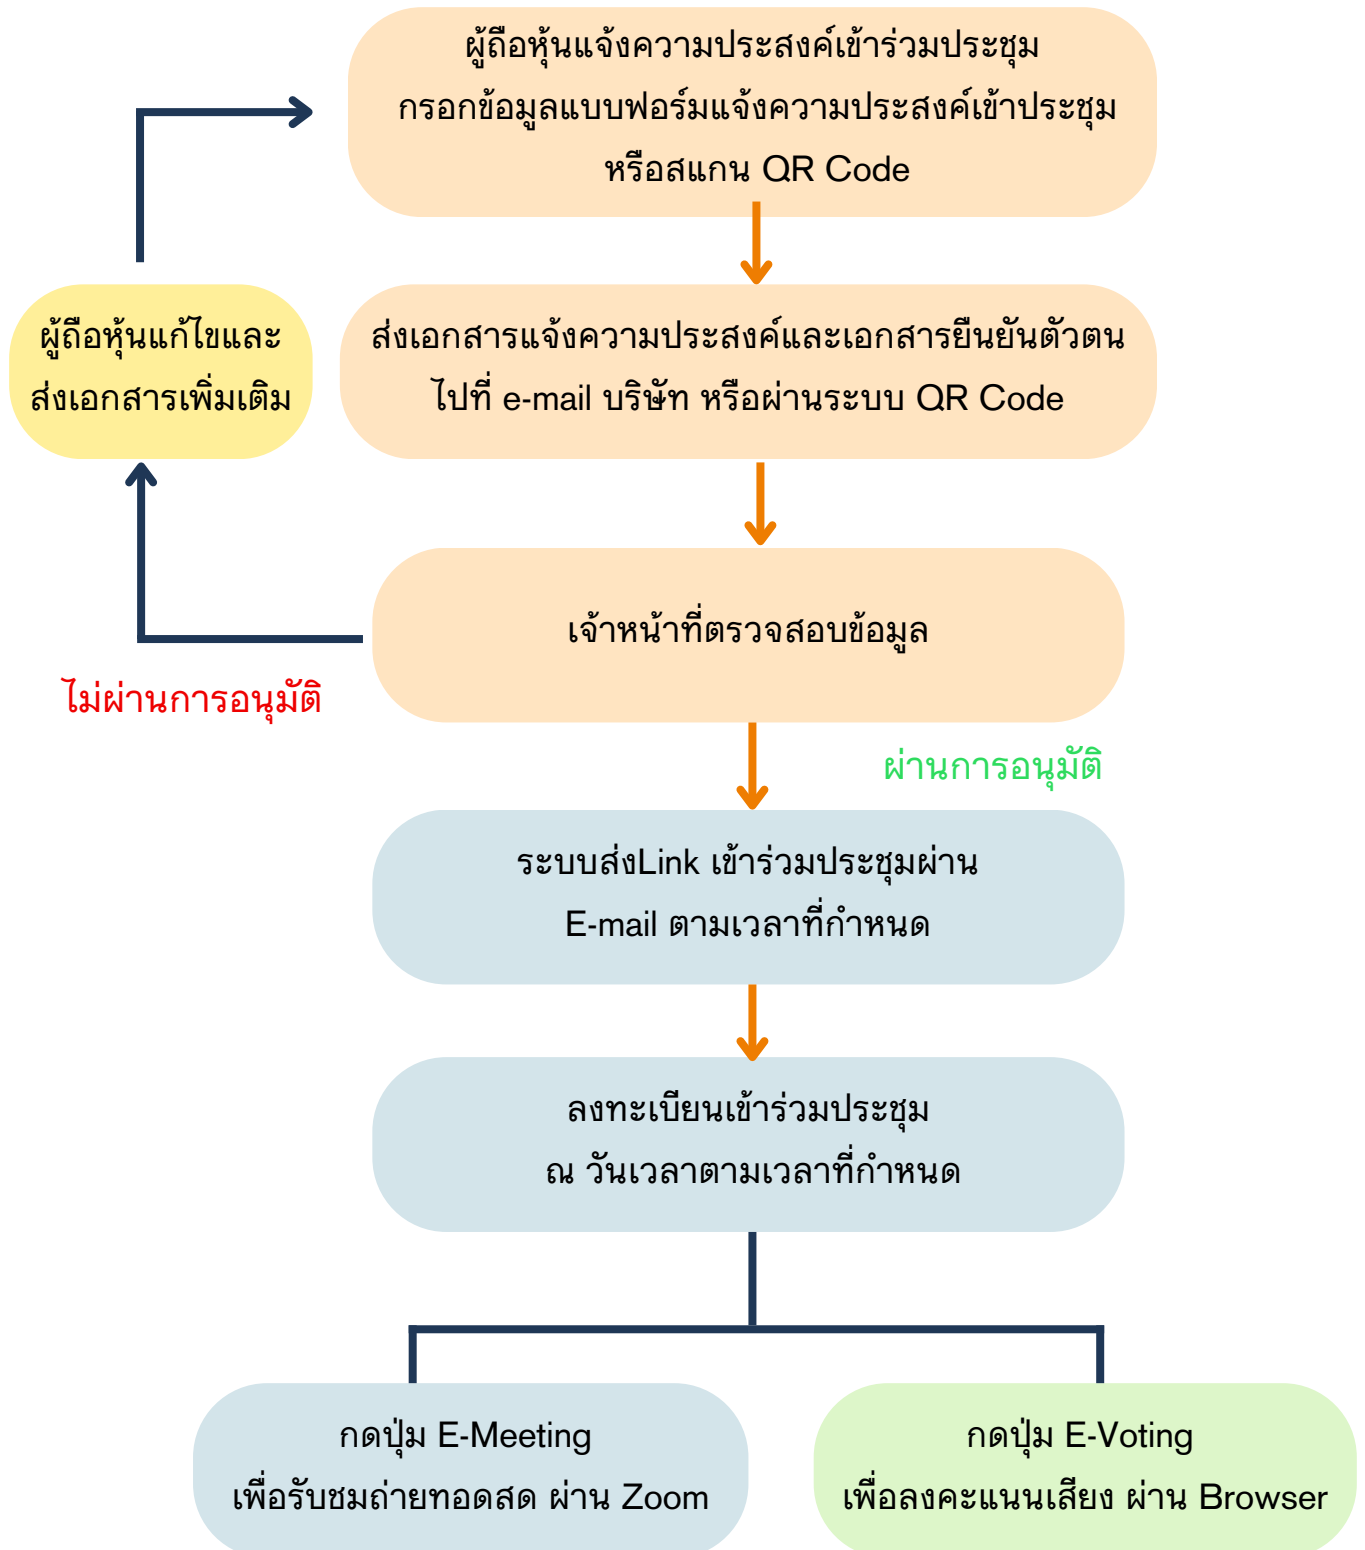 ผู้ถือหุ้นแจ้งความประสงค์เข้าร่วมประชุม
กรอกข้อมูลแบบฟอร์มแจ้งความประสงค์เข้าประชุม
หรือสแกน QR Code
ผู้ถือหุ้นแก้ไขและ
ส่งเอกสารเพิ่มเติม
ส่งเอกสารแจ้งความประสงค์และเอกสารยืนยันตัวตน
ไปที่ e-mail บริษัท หรือผ่านระบบ QR Code
เจ้าหน้าที่ตรวจสอบข้อมูล
ไม่ผ่านการอนุมัติ
ผ่านการอนุมัติ
ระบบส่งLink เข้าร่วมประชุมผ่าน
E-mail ตามเวลาที่กำหนด
ลงทะเบียนเข้าร่วมประชุม
ณ วันเวลาตามเวลาที่กำหนด
กดปุ่ม E-Meeting
เพื่อรับชมถ่ายทอดสด ผ่าน Zoom
กดปุ่ม E-Voting
เพื่อลงคะแนนเสียง ผ่าน Browser